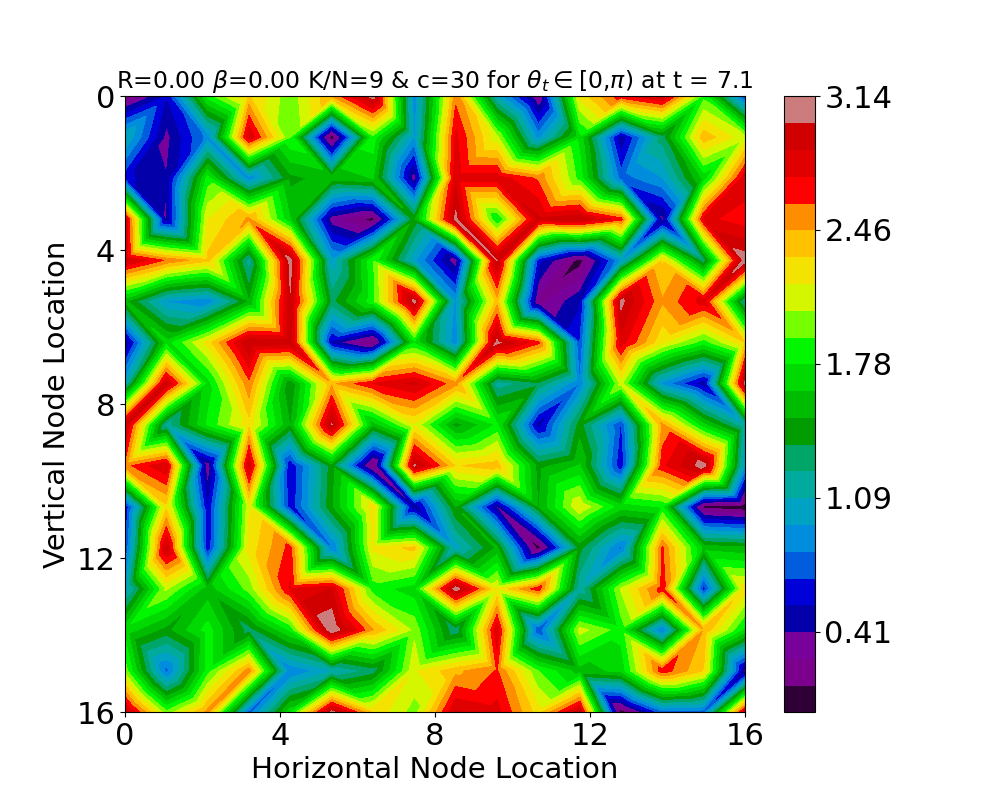 R=0.00 β=0.00 K/N=9 & c=30 for θ_t ∈ [0,π) at t = 7.1
0
4
8
12
16
Vertical Node Location
0 4 8 12 16
Horizontal Node Location
3.14
2.46
1.78
1.09
0.41